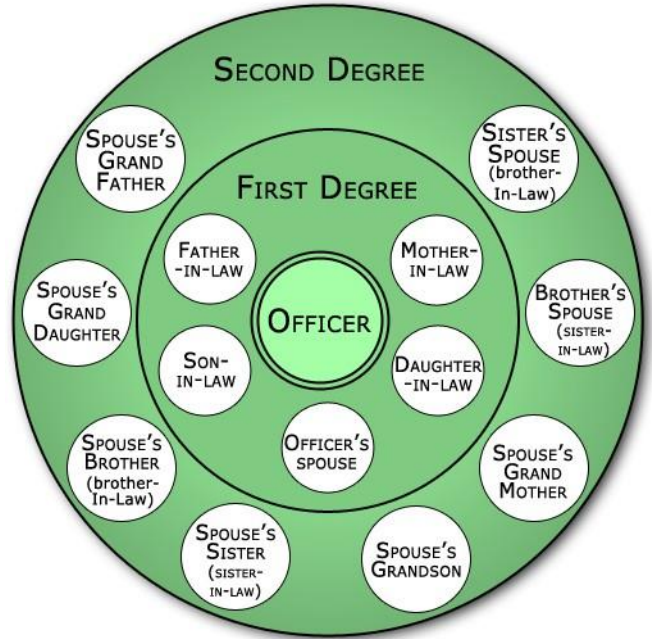 SECOND DEGREE
SPOUSE'S
GRAND
FATHER
SISTER'S
SPOUSE
(brother-
In-Law)
FIRST DEGREE
FATHER
-IN-LAW
MOTHER-
IN-LAW
OFFICER
SPOUSE'S
GRAND
DAUGHTER
BROTHER'S
SPOUSE
(SISTER-
IN-LAW)
SON-
IN-LAW
DAUGHTER
-IN-LAW
OFFICER'S
SPOUSE
SPOUSE'S
BROTHER
(brother-
In-Law)
SPOUSE'S
GRAND
MOTHER
SPOUSE'S
SISTER
(SISTER-
IN-LAW)
SPOUSE'S
GRANDSON